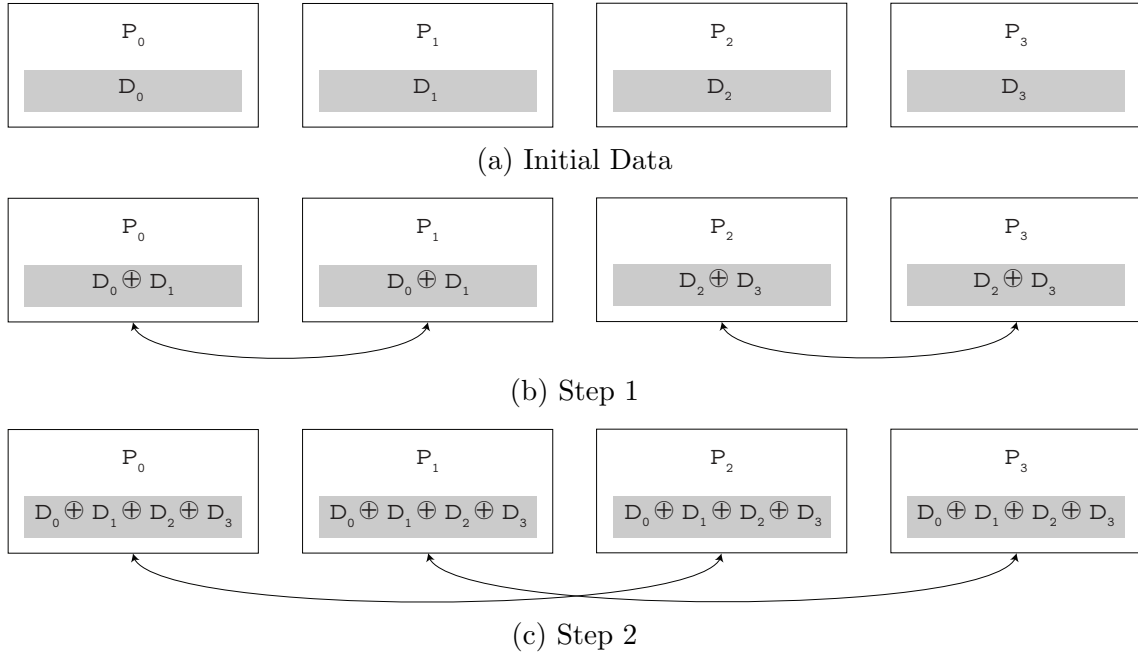 P₀ P₁ P₂ P₃
D₀ D₁ D₂ D₃
(a) Initial Data
P₀ P₁ P₂ P₃
D₀ ⊕ D₁ D₀ ⊕ D₁ D₂ ⊕ D₃ D₂ ⊕ D₃
(b) Step 1
P₀ P₁ P₂ P₃
D₀ ⊕ D₁ ⊕ D₂ ⊕ D₃ D₀ ⊕ D₁ ⊕ D₂ ⊕ D₃ D₀ ⊕ D₁ ⊕ D₂ ⊕ D₃ D₀ ⊕ D₁ ⊕ D₂ ⊕ D₃
(c) Step 2